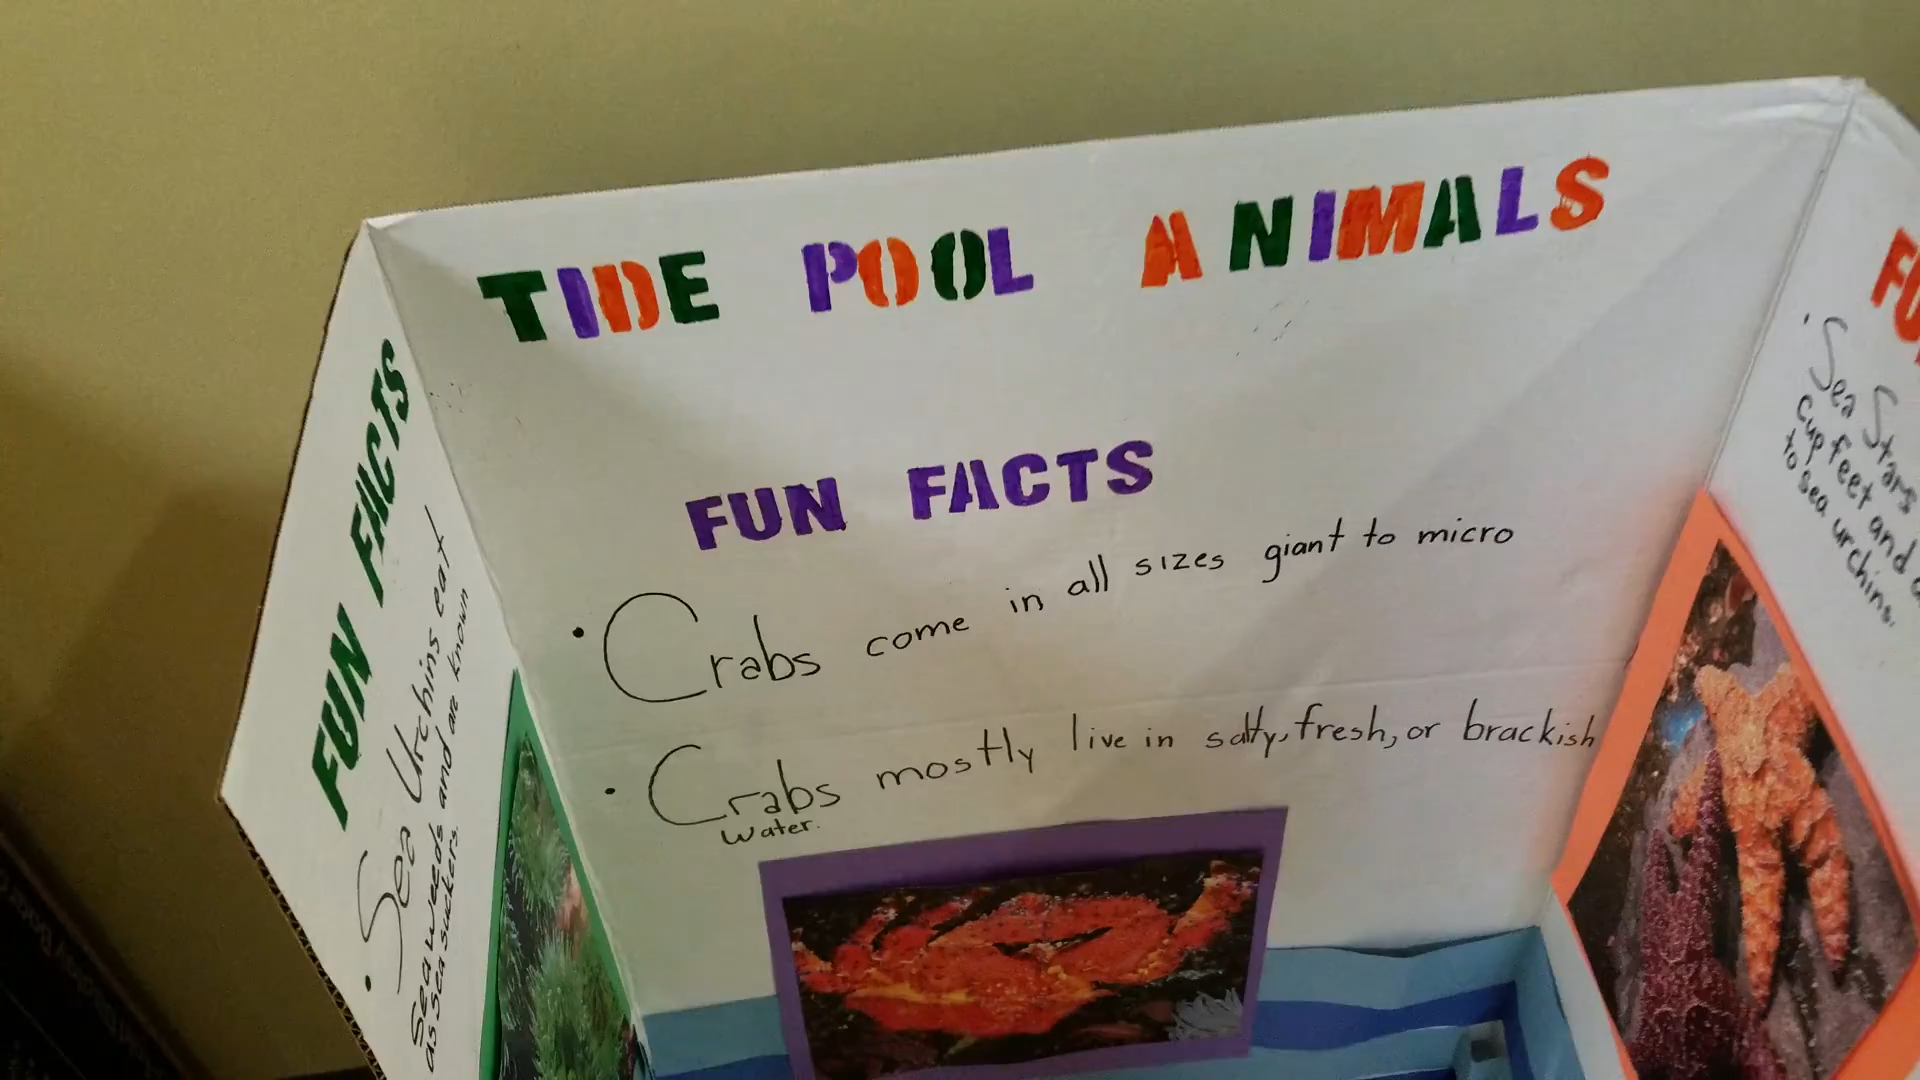 TIDE POOL ANIMALS
FUN FACTS
• Sea Urchins eat
seaweeds and are known
as sea suckers.
FUN FACTS
• Crabs come in all sizes giant to micro
• Crabs mostly live in salty, fresh, or brackish
water.
• Sea Stars
cup feet and
to sea urchins.